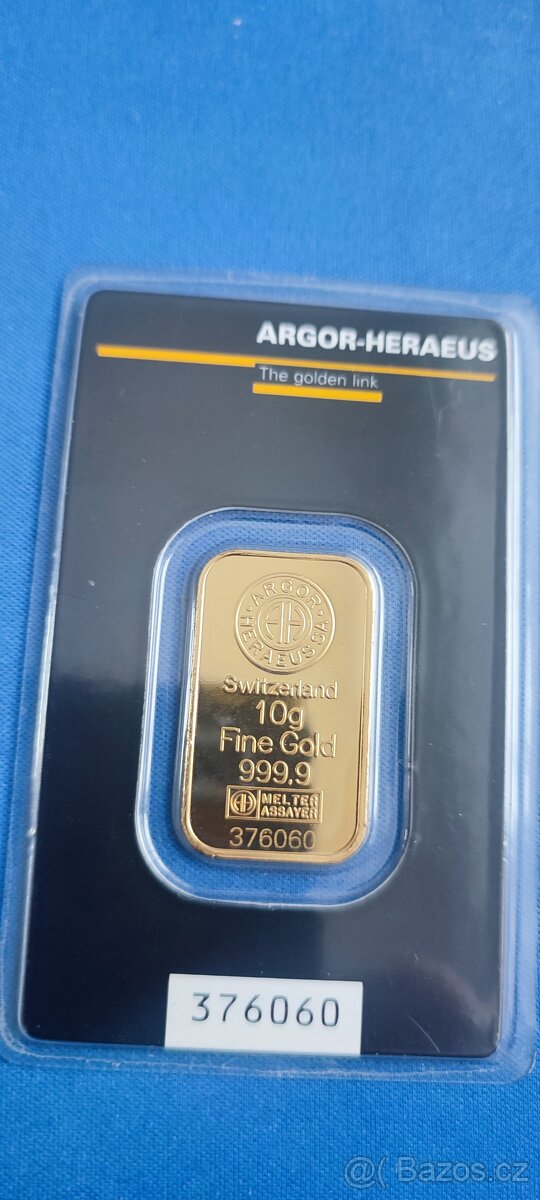 ARGOR-HERAEUS
The golden link
ARGOR
HERAEUS SA
Switzerland
10g
Fine Gold
999.9
MELTER
ASSAYER
376060
376060
@( Bazos.cz